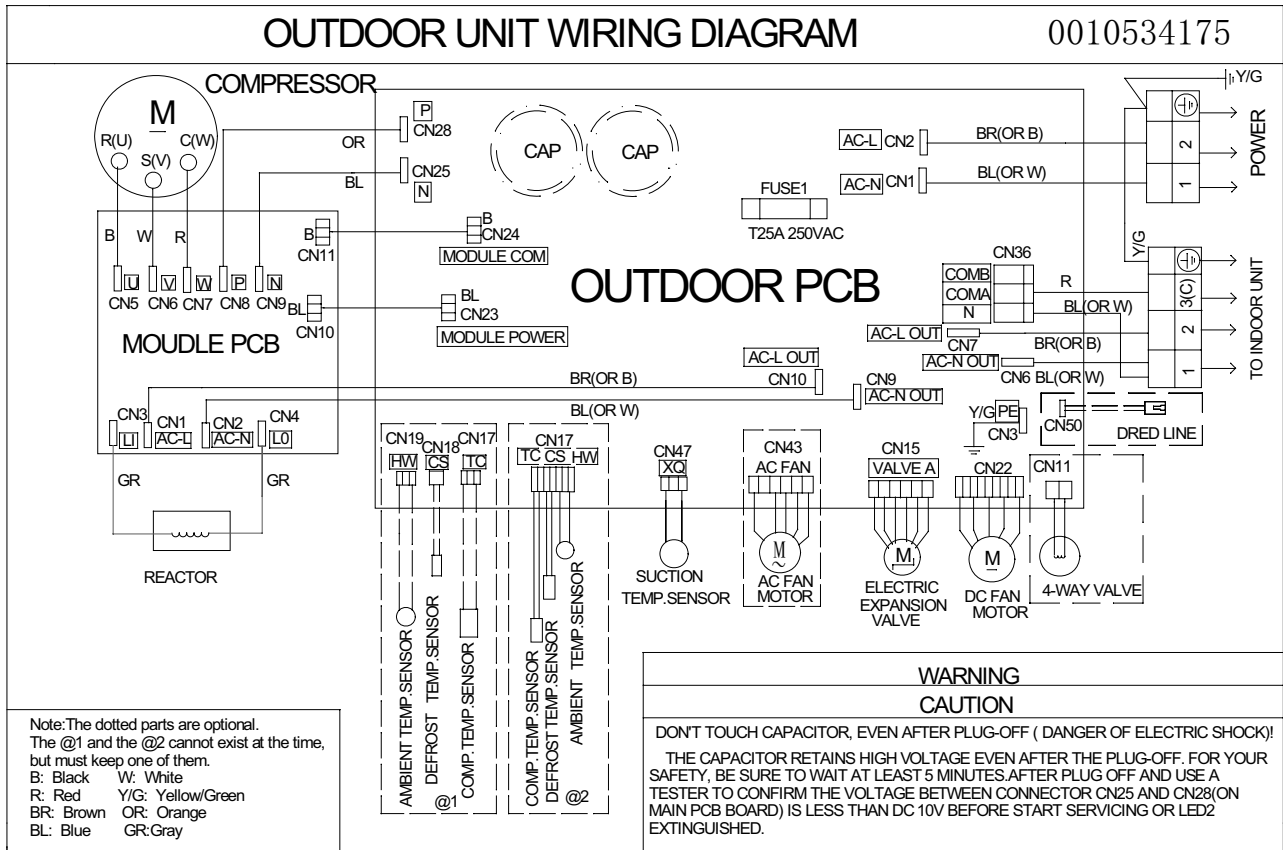 OUTDOOR UNIT WIRING DIAGRAM 0010534175
COMPRESSOR
M
R(U)
C(W)
S(V)
OR
BL
P
CN28
CN25
N
CAP
CAP
FUSE1
T25A 250VAC
AC-L CN2
BR(OR B)
AC-N CN1
BL(OR W)
Y/G
2
1
POWER
B
W
R
U
V
W
P
N
CN5
CN6
CN7
CN8
CN9
B
CN11
B
CN24
MODULE COM
BL
CN10
BL
CN23
MODULE POWER
MOUDLE PCB
OUTDOOR PCB
CN36
COMB
COMA
N
R
BL(OR W)
Y/G
AC-L OUT
CN7
BR(OR B)
AC-N OUT
CN6
BL(OR W)
3(C)
2
1
TO INDOOR UNIT
AC-L OUT
CN10
BR(OR B)
CN9
AC-N OUT
BL(OR W)
CN3
LI
CN1
AC-L
CN2
AC-N
CN4
L0
GR
GR
REACTOR
Y/G
PE
CN3
CN50
DRED LINE
CN19
HW
CN18
CS
CN17
TC
AMBIENT TEMP.SENSOR
DEFROST TEMP.SENSOR
COMP.TEMP.SENSOR
@1
CN17
TC CS HW
COMP.TEMP.SENSOR
DEFROST TEMP.SENSOR
AMBIENT TEMP.SENSOR
@2
CN47
XQ
SUCTION
TEMP.SENSOR
CN43
AC FAN
M
~
AC FAN
MOTOR
CN15
VALVE A
M
ELECTRIC
EXPANSION
VALVE
CN22
M
DC FAN
MOTOR
CN11
4-WAY VALVE
Note:The dotted parts are optional.
The @1 and the @2 cannot exist at the time,
but must keep one of them.
B: Black W: White
R: Red Y/G: Yellow/Green
BR: Brown OR: Orange
BL: Blue GR:Gray
WARNING
CAUTION
DON'T TOUCH CAPACITOR, EVEN AFTER PLUG-OFF ( DANGER OF ELECTRIC SHOCK)!
THE CAPACITOR RETAINS HIGH VOLTAGE EVEN AFTER THE PLUG-OFF. FOR YOUR
SAFETY, BE SURE TO WAIT AT LEAST 5 MINUTES.AFTER PLUG OFF AND USE A
TESTER TO CONFIRM THE VOLTAGE BETWEEN CONNECTOR CN25 AND CN28(ON
MAIN PCB BOARD) IS LESS THAN DC 10V BEFORE START SERVICING OR LED2
EXTINGUISHED.